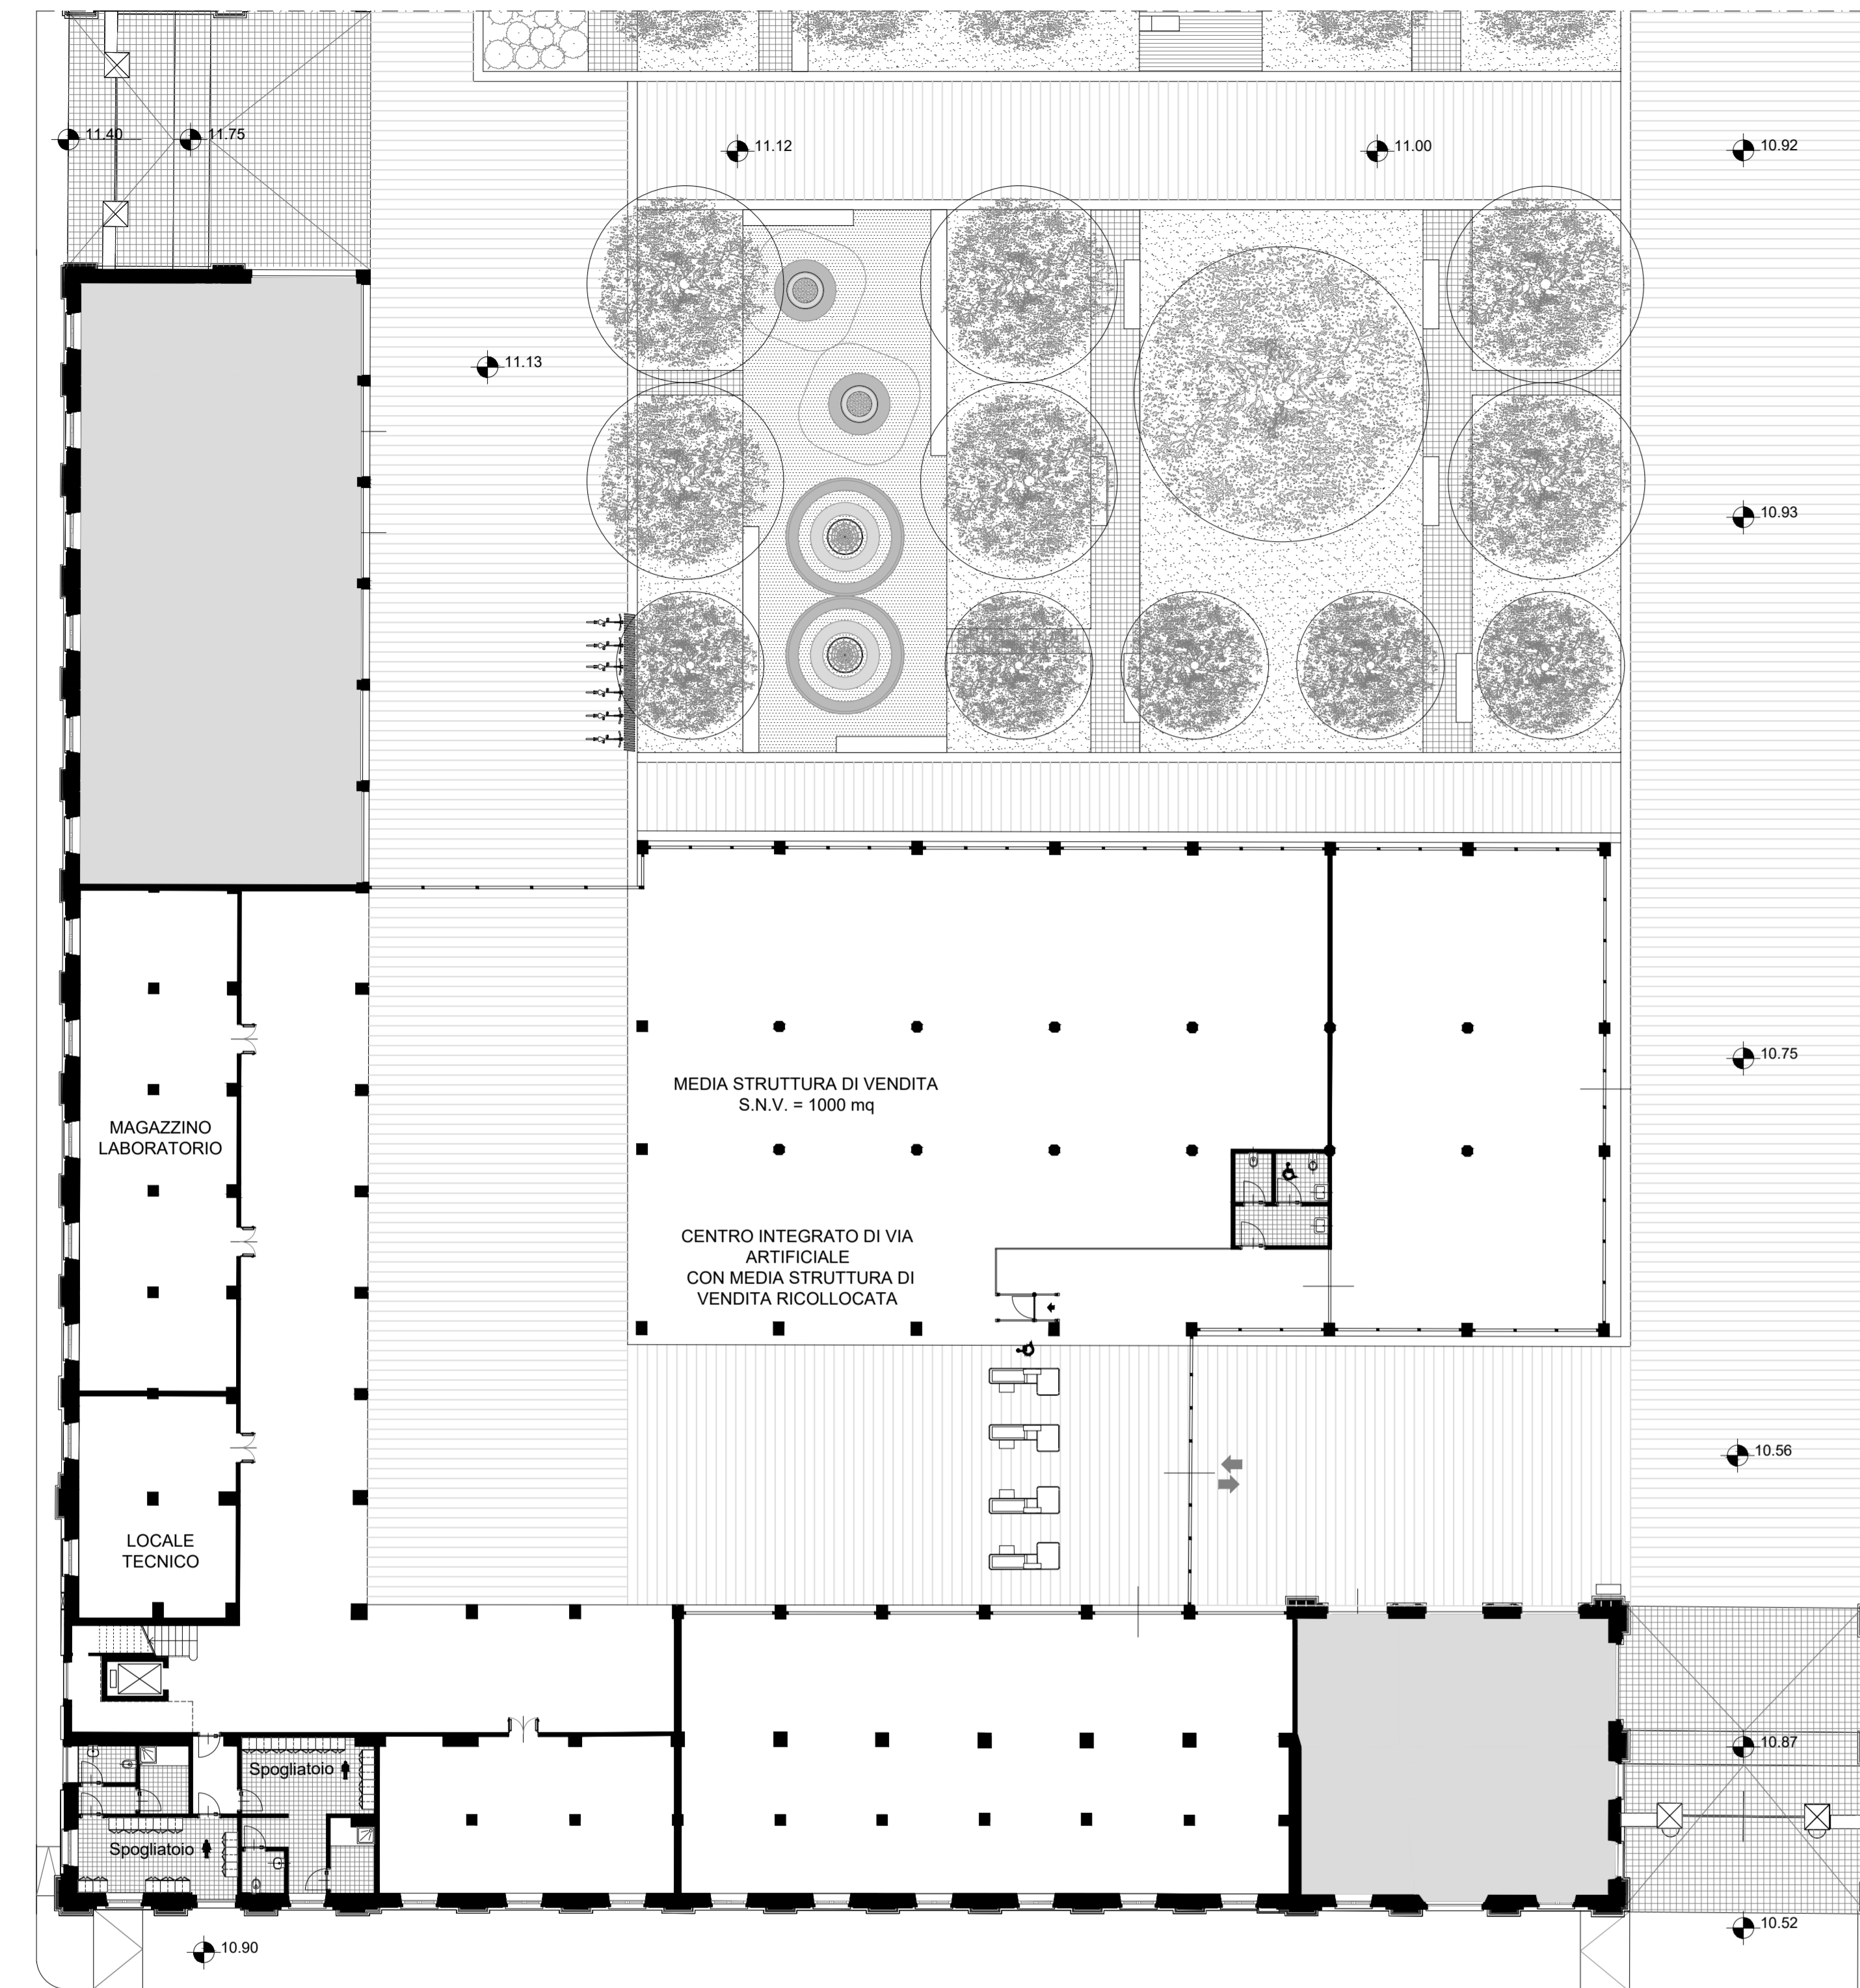 11.40
11.75
11.12
11.00
10.92
11.13
10.93
10.75
MEDIA STRUTTURA DI VENDITA
S.N.V. = 1000 mq
MAGAZZINO
LABORATORIO
CENTRO INTEGRATO DI VIA
ARTIFICIALE
CON MEDIA STRUTTURA DI
VENDITA RICOLLOCATA
10.56
LOCALE
TECNICO
10.87
Spogliatoio
Spogliatoio
10.52
10.90